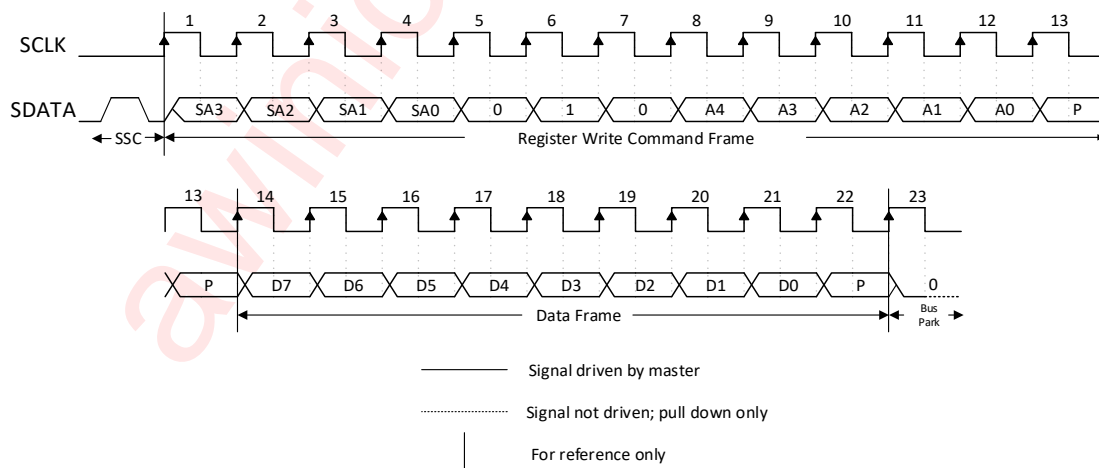 1 2 3 4 5 6 7 8 9 10 11 12 13
SCLK
SDATA SA3 SA2 SA1 SA0 0 1 0 A4 A3 A2 A1 A0 P
SSC Register Write Command Frame
13 14 15 16 17 18 19 20 21 22 23
P D7 D6 D5 D4 D3 D2 D1 D0 P 0
Data Frame Bus
Park
Signal driven by master
Signal not driven; pull down only
For reference only
awinic